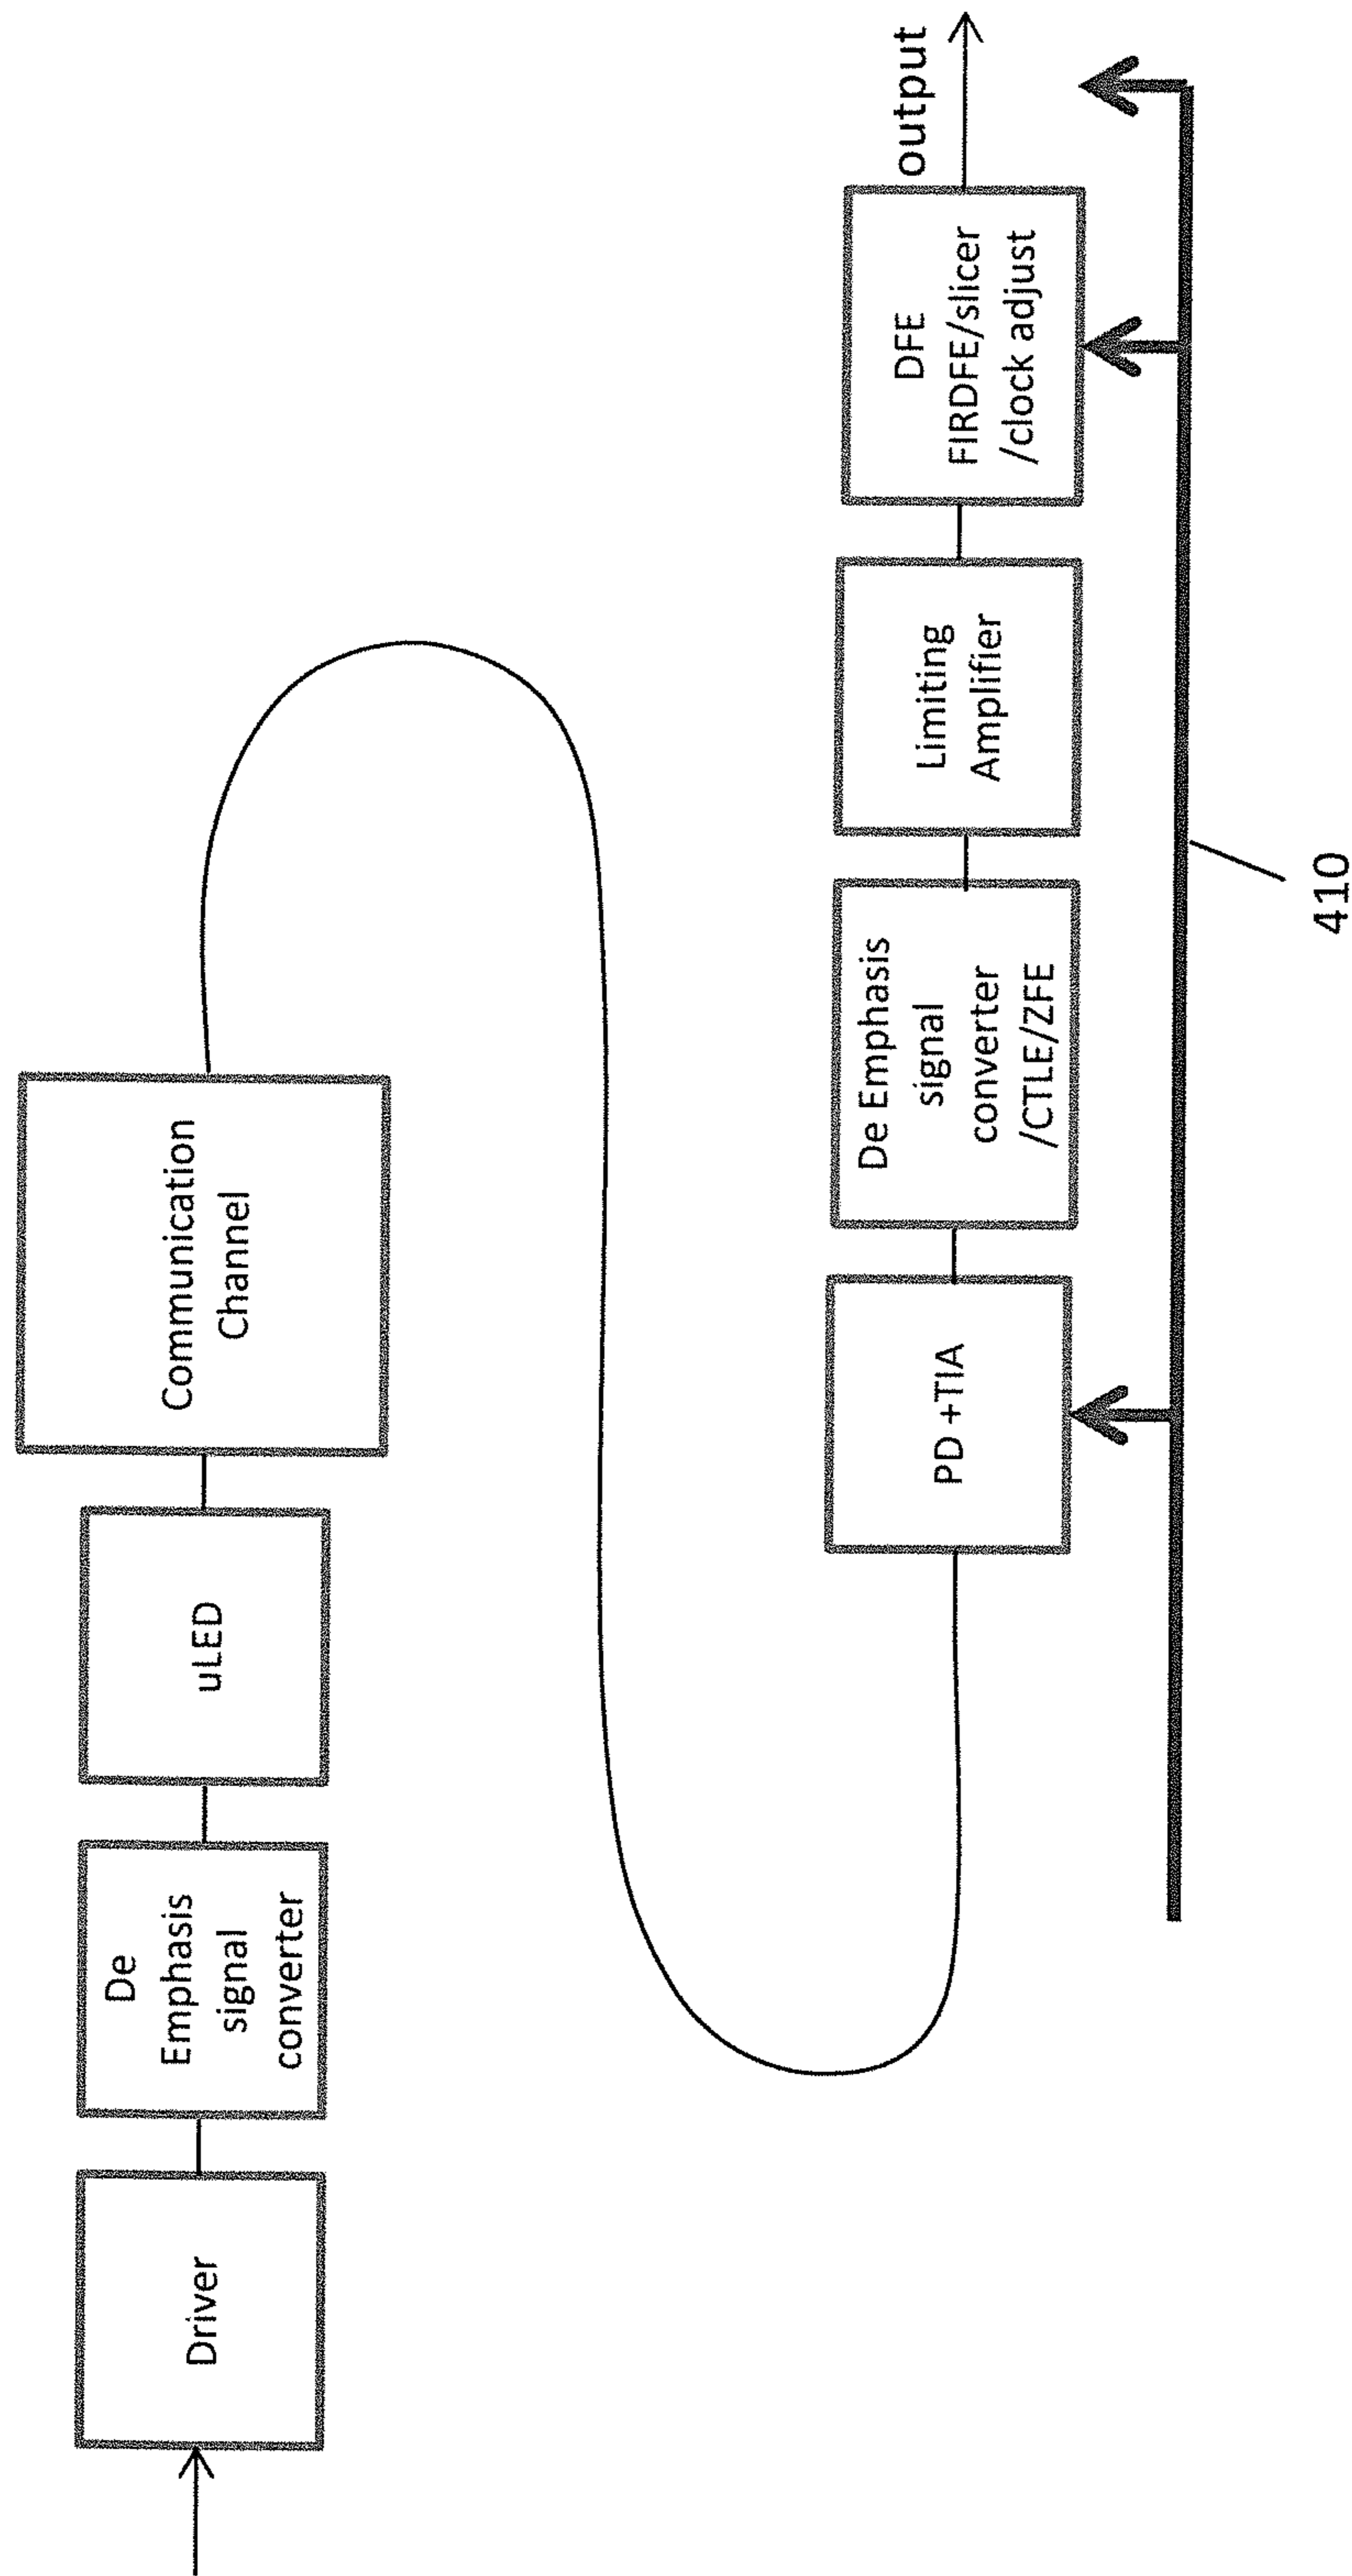 Driver
De
Emphasis
signal
converter
uLED
Communication
Channel
PD +TIA
De Emphasis
signal
converter
/CTLE/ZFE
Limiting
Amplifier
DFE
FIRDFE/slicer
/clock adjust
output
410